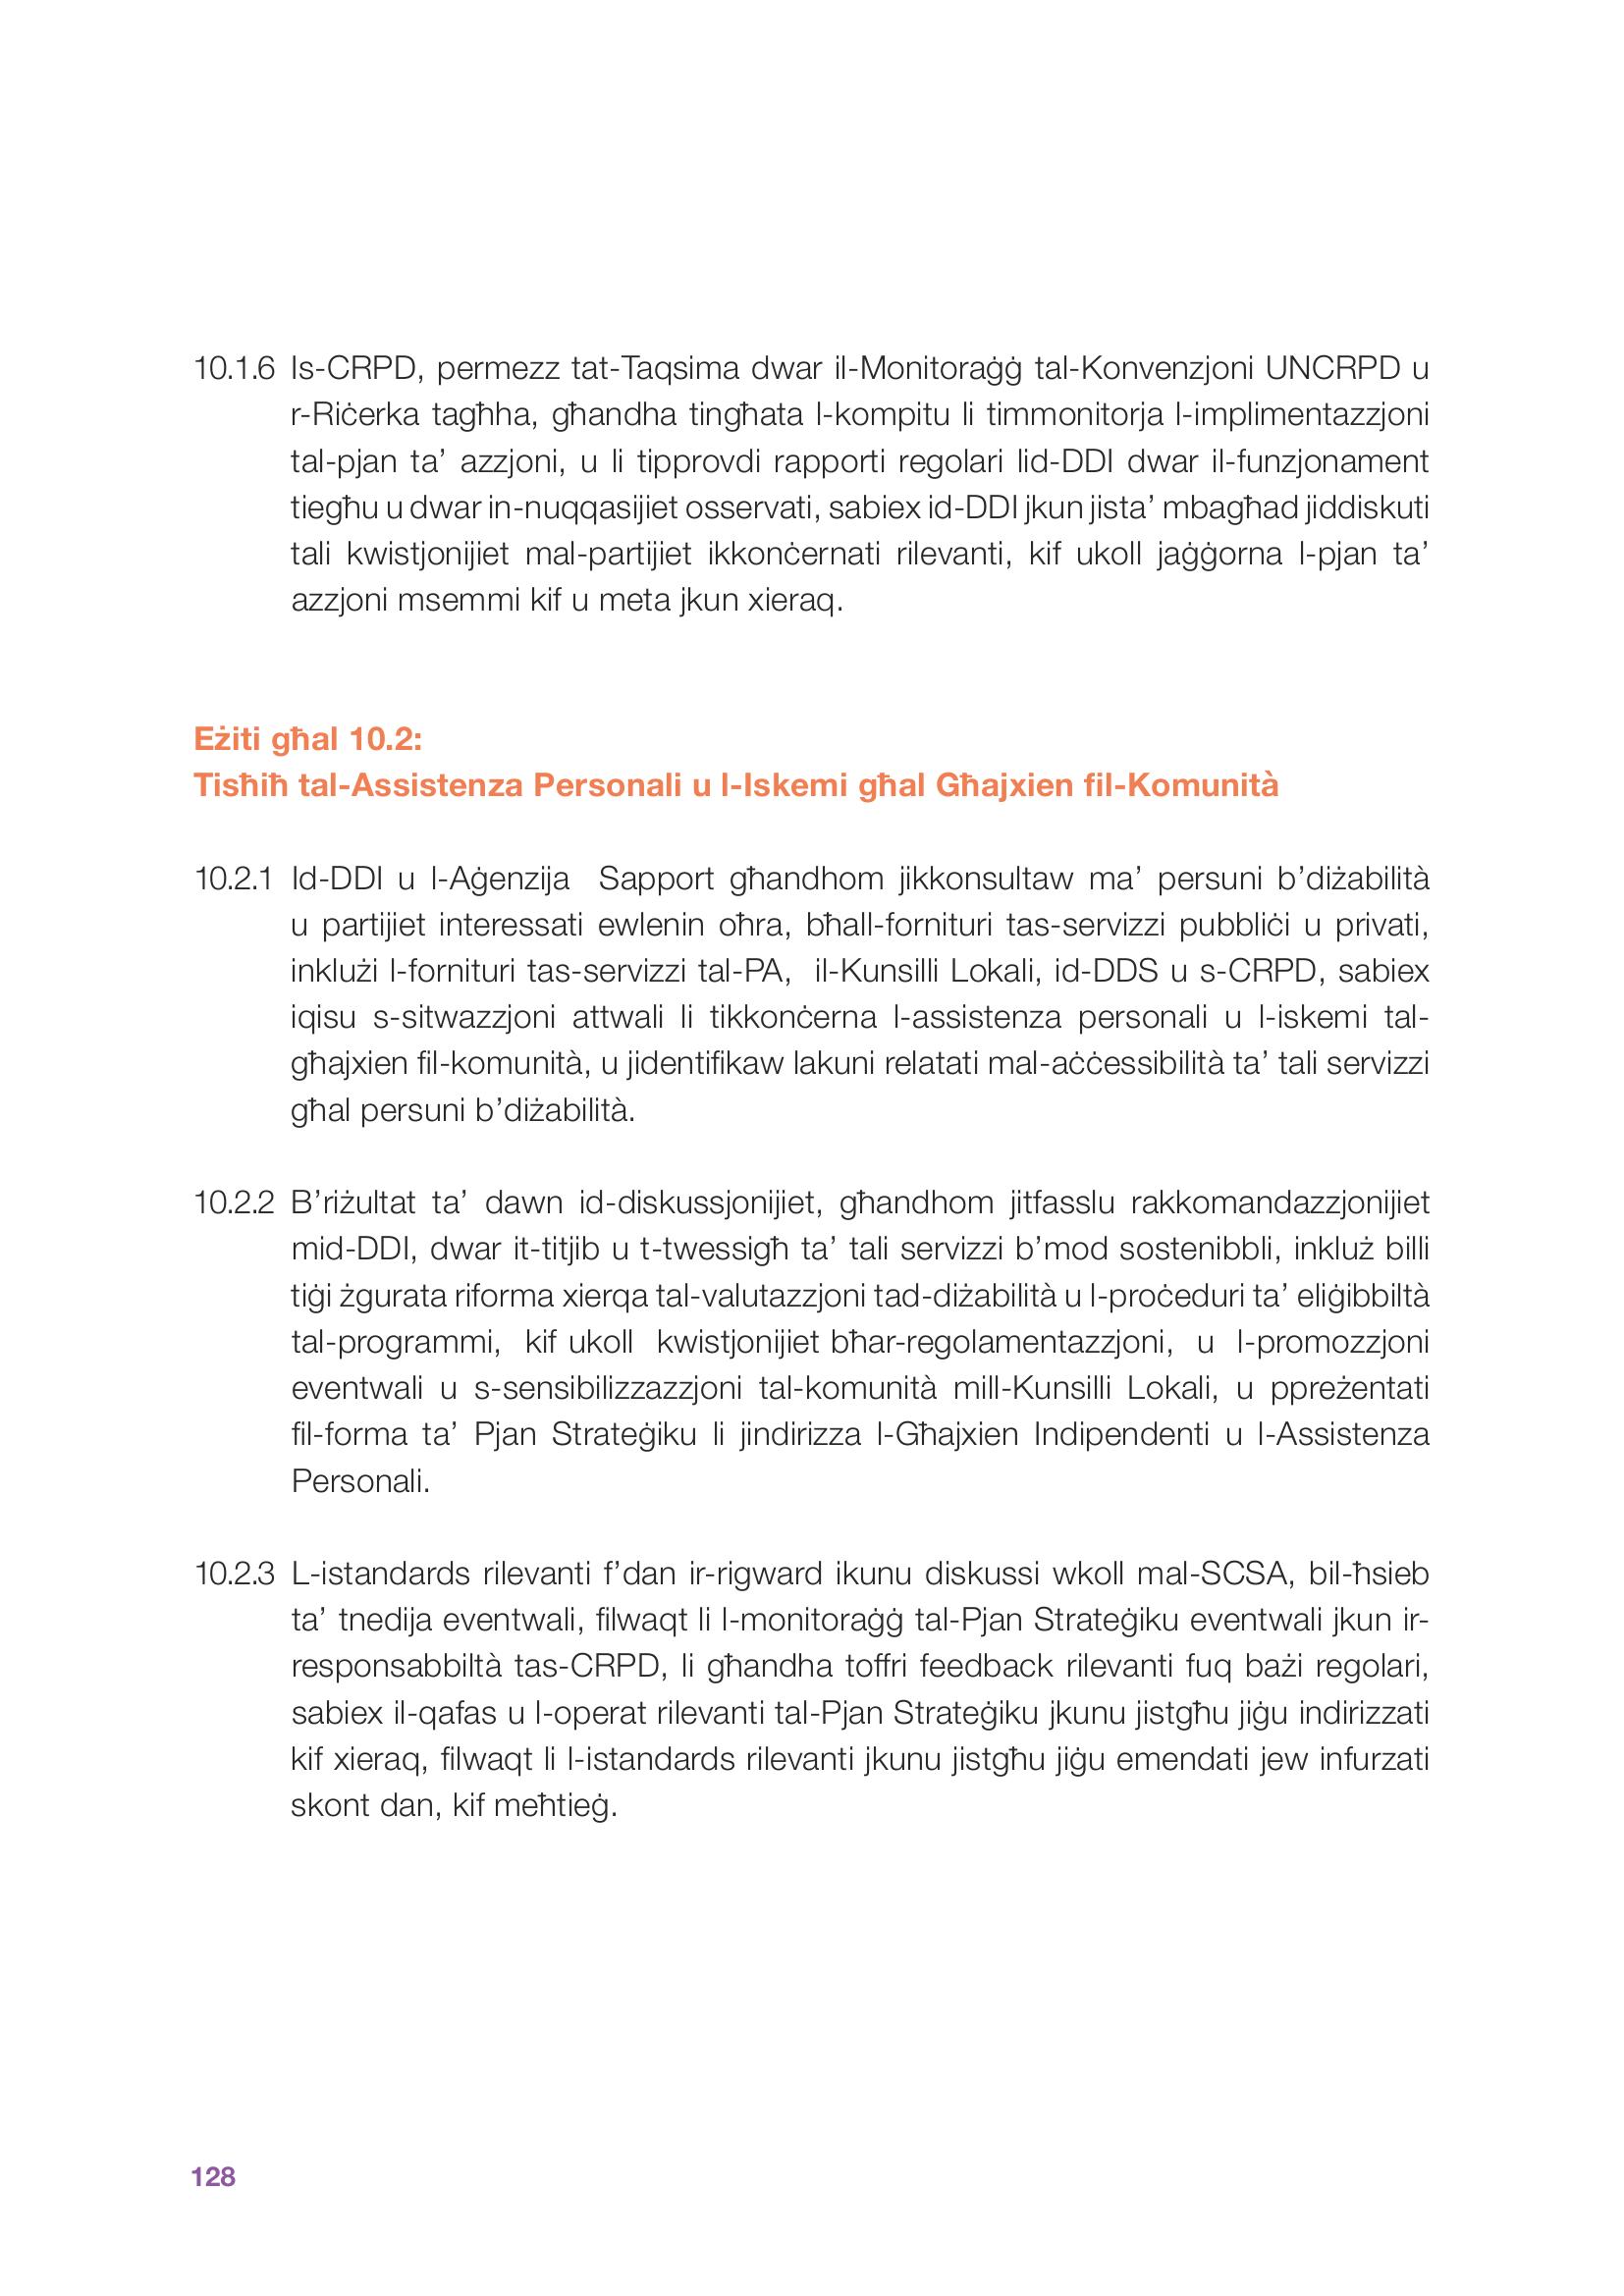 10.1.6 Is-CRPD, permezz tat-Taqsima dwar il-Monitoraġġ tal-Konvenzjoni UNCRPD u
r-Riċerka tagħha, għandha tingħata l-kompitu li timmonitorja l-implimentazzjoni
tal-pjan ta’ azzjoni, u li tipprovdi rapporti regolari lid-DDI dwar il-funzjonament
tiegħu u dwar in-nuqqasijiet osservati, sabiex id-DDI jkun jista’ mbagħad jiddiskuti
tali kwistjonijiet mal-partijiet ikkonċernati rilevanti, kif ukoll jaġġorna l-pjan ta’
azzjoni msemmi kif u meta jkun xieraq.
Eżiti għal 10.2:
Tisħiħ tal-Assistenza Personali u l-Iskemi għal Għajxien fil-Komunità
10.2.1 Id-DDI u l-Aġenzija Sapport għandhom jikkonsultaw ma’ persuni b’diżabilità
u partijiet interessati ewlenin oħra, bħall-fornituri tas-servizzi pubbliċi u privati,
inklużi l-fornituri tas-servizzi tal-PA, il-Kunsilli Lokali, id-DDS u s-CRPD, sabiex
iqisu s-sitwazzjoni attwali li tikkonċerna l-assistenza personali u l-iskemi tal-
għajxien fil-komunità, u jidentifikaw lakuni relatati mal-aċċessibilità ta’ tali servizzi
għal persuni b’diżabilità.
10.2.2 B’riżultat ta’ dawn id-diskussjonijiet, għandhom jitfasslu rakkomandazzjonijiet
mid-DDI, dwar it-titjib u t-twessigħ ta’ tali servizzi b’mod sostenibbli, inkluż billi
tiġi żgurata riforma xierqa tal-valutazzjoni tad-diżabilità u l-proċeduri ta’ eliġibbiltà
tal-programmi, kif ukoll kwistjonijiet bħar-regolamentazzjoni, u l-promozzjoni
eventwali u s-sensibilizzazzjoni tal-komunità mill-Kunsilli Lokali, u ppreżentati
fil-forma ta’ Pjan Strateġiku li jindirizza l-Għajxien Indipendenti u l-Assistenza
Personali.
10.2.3 L-istandards rilevanti f’dan ir-rigward ikunu diskussi wkoll mal-SCSA, bil-ħsieb
ta’ tnedija eventwali, filwaqt li l-monitoraġġ tal-Pjan Strateġiku eventwali jkun ir-
responsabbiltà tas-CRPD, li għandha toffri feedback rilevanti fuq bażi regolari,
sabiex il-qafas u l-operat rilevanti tal-Pjan Strateġiku jkunu jistgħu jiġu indirizzati
kif xieraq, filwaqt li l-istandards rilevanti jkunu jistgħu jiġu emendati jew infurzati
skont dan, kif meħtieġ.
128